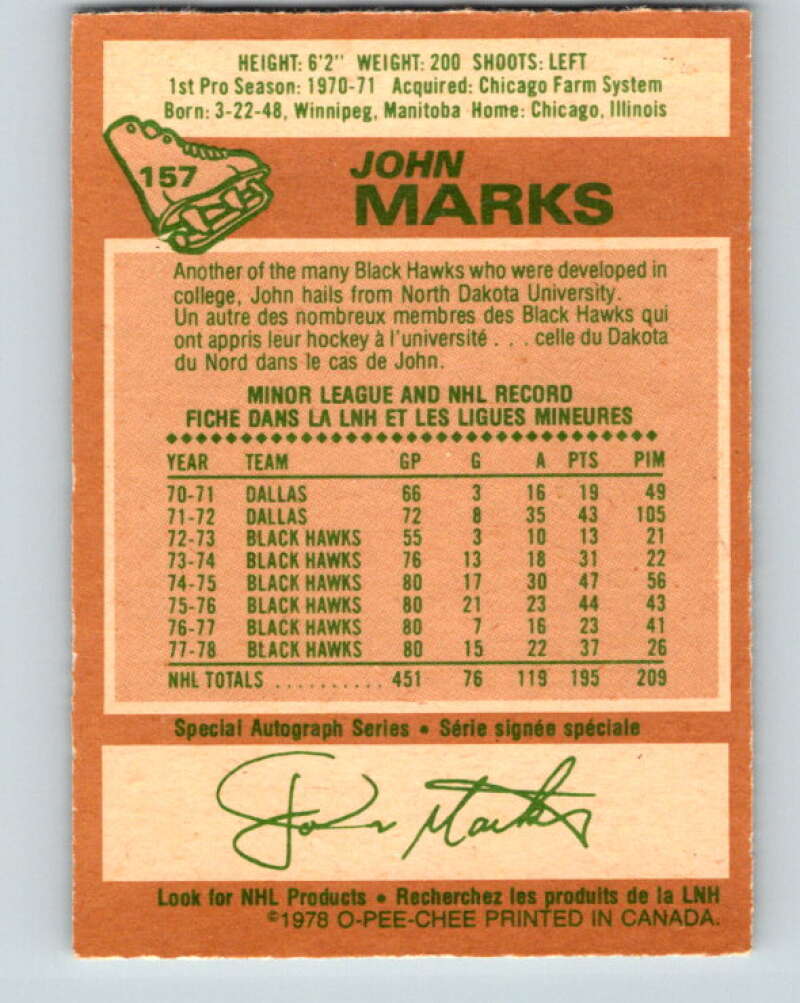 HEIGHT: 6'2" WEIGHT: 200 SHOOTS: LEFT
1st Pro Season: 1970-71 Acquired: Chicago Farm System
Born: 3-22-48, Winnipeg, Manitoba Home: Chicago, Illinois
157
JOHN
MARKS
Another of the many Black Hawks who were developed in
college, John hails from North Dakota University.
Un autre des nombreux membres des Black Hawks qui
ont appris leur hockey à l'université . . . celle du Dakota
du Nord dans le cas de John.
MINOR LEAGUE AND NHL RECORD
FICHE DANS LA LNH ET LES LIGUES MINEURES
YEAR TEAM GP G A PTS PIM
70-71 DALLAS 66 3 16 19 49
71-72 DALLAS 72 8 35 43 105
72-73 BLACK HAWKS 55 3 10 13 21
73-74 BLACK HAWKS 76 13 18 31 22
74-75 BLACK HAWKS 80 17 30 47 56
75-76 BLACK HAWKS 80 21 23 44 43
76-77 BLACK HAWKS 80 7 16 23 41
77-78 BLACK HAWKS 80 15 22 37 26
NHL TOTALS .......... 451 76 119 195 209
Special Autograph Series • Série signée spéciale
John Marks
Look for NHL Products • Recherchez les produits de la LNH
©1978 O-PEE-CHEE PRINTED IN CANADA.